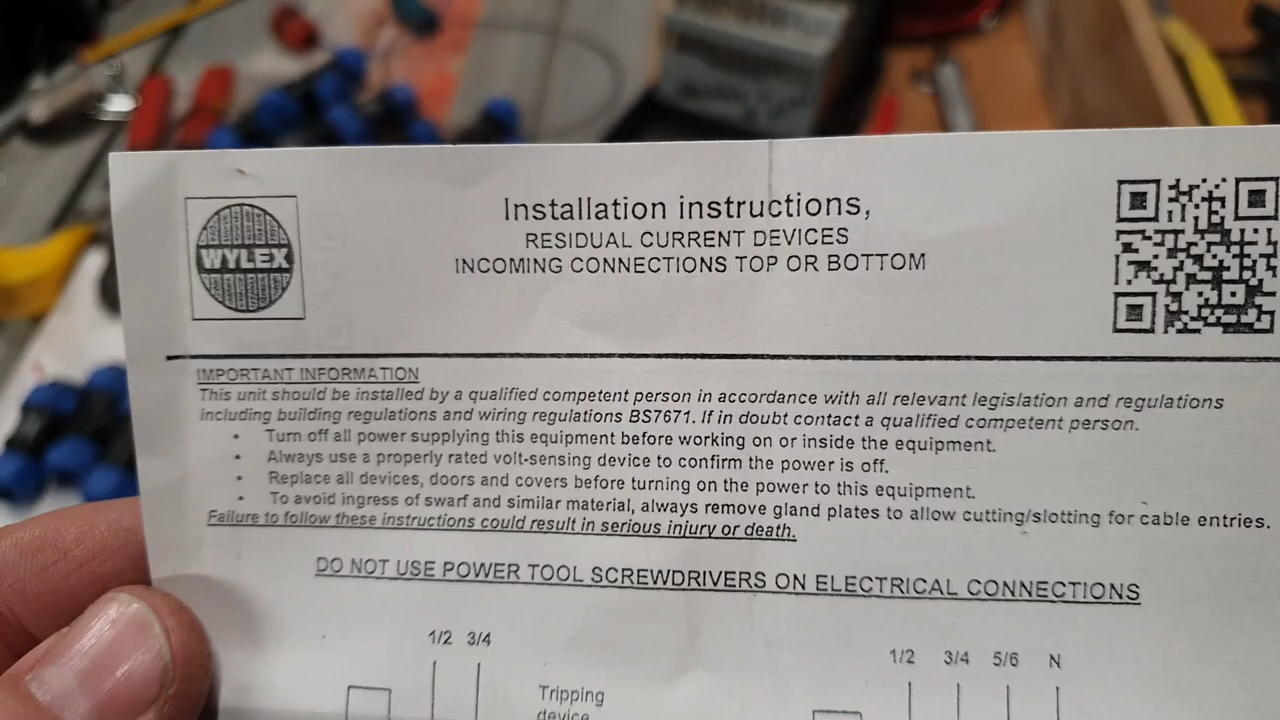 WYLEX
Installation instructions,
RESIDUAL CURRENT DEVICES
INCOMING CONNECTIONS TOP OR BOTTOM
IMPORTANT INFORMATION
This unit should be installed by a qualified competent person in accordance with all relevant legislation and regulations
including building regulations and wiring regulations BS7671. If in doubt contact a qualified competent person.
• Turn off all power supplying this equipment before working on or inside the equipment.
• Always use a properly rated volt-sensing device to confirm the power is off.
• Replace all devices, doors and covers before turning on the power to this equipment.
• To avoid ingress of swarf and similar material, always remove gland plates to allow cutting/slotting for cable entries.
Failure to follow these instructions could result in serious injury or death.
DO NOT USE POWER TOOL SCREWDRIVERS ON ELECTRICAL CONNECTIONS
1/2 3/4
1/2 3/4 5/6 N
Tripping
device